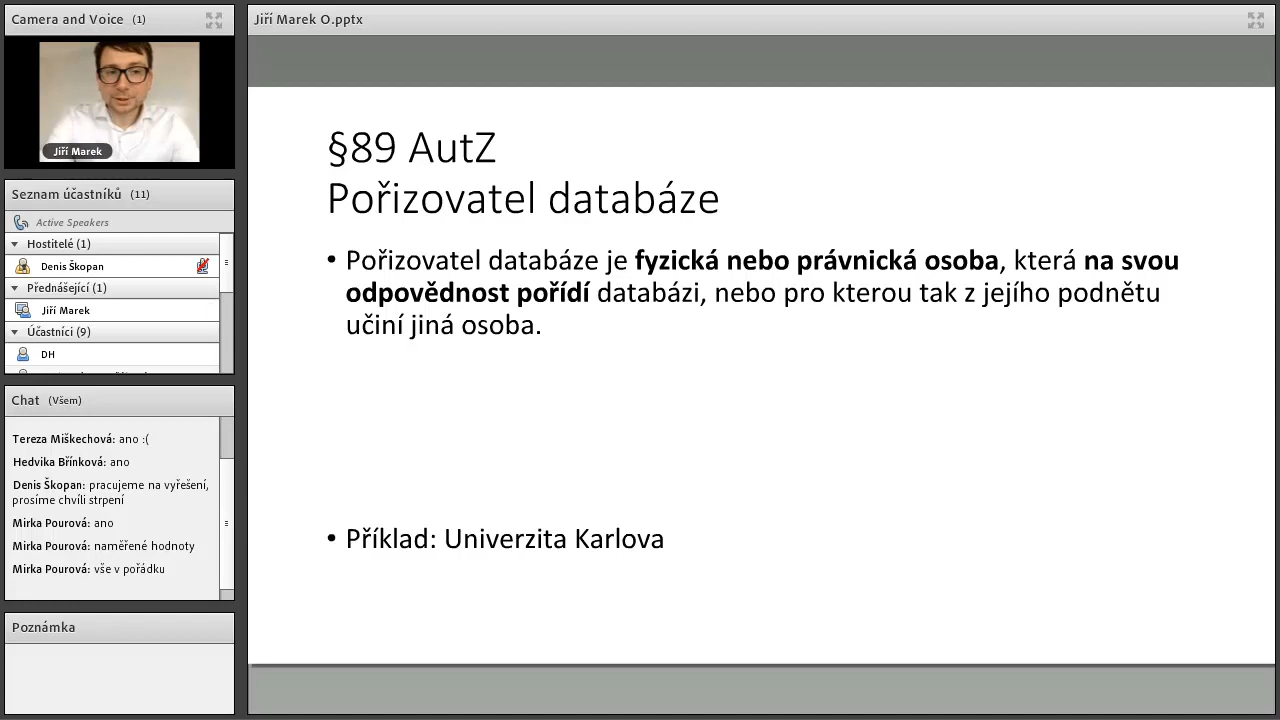 Camera and Voice (1)
Jiří Marek
Seznam účastníků (11)
Active Speakers
Hostitelé (1)
Denis Škopan
Přednášející (1)
Jiří Marek
Účastníci (9)
DH
Chat (Všem)
Tereza Miškechová: ano :(
Hedvika Břínková: ano
Denis Škopan: pracujeme na vyřešení,
prosíme chvíli strpení
Mirka Pourová: ano
Mirka Pourová: naměřené hodnoty
Mirka Pourová: vše v pořádku
Poznámka
Jiří Marek O.pptx
§89 AutZ
Pořizovatel databáze
• Pořizovatel databáze je fyzická nebo právnická osoba, která na svou
odpovědnost pořídí databázi, nebo pro kterou tak z jejího podnětu
učiní jiná osoba.
• Příklad: Univerzita Karlova